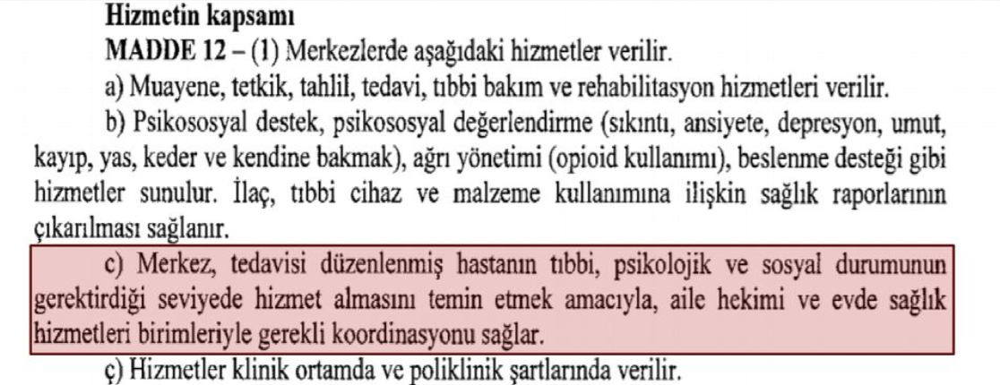 Hizmetin kapsamı
MADDE 12 – (1) Merkezlerde aşağıdaki hizmetler verilir.
a) Muayene, tetkik, tahlil, tedavi, tıbbi bakım ve rehabilitasyon hizmetleri verilir.
b) Psikososyal destek, psikososyal değerlendirme (sıkıntı, ansiyete, depresyon, umut,
kayıp, yas, keder ve kendine bakmak), ağrı yönetimi (opioid kullanımı), beslenme desteği gibi
hizmetler sunulur. İlaç, tıbbi cihaz ve malzeme kullanımına ilişkin sağlık raporlarının
çıkarılması sağlanır.
c) Merkez, tedavisi düzenlenmiş hastanın tıbbi, psikolojik ve sosyal durumunun
gerektirdiği seviyede hizmet almasını temin etmek amacıyla, aile hekimi ve evde sağlık
hizmetleri birimleriyle gerekli koordinasyonu sağlar.
ç) Hizmetler klinik ortamda ve poliklinik şartlarında verilir.